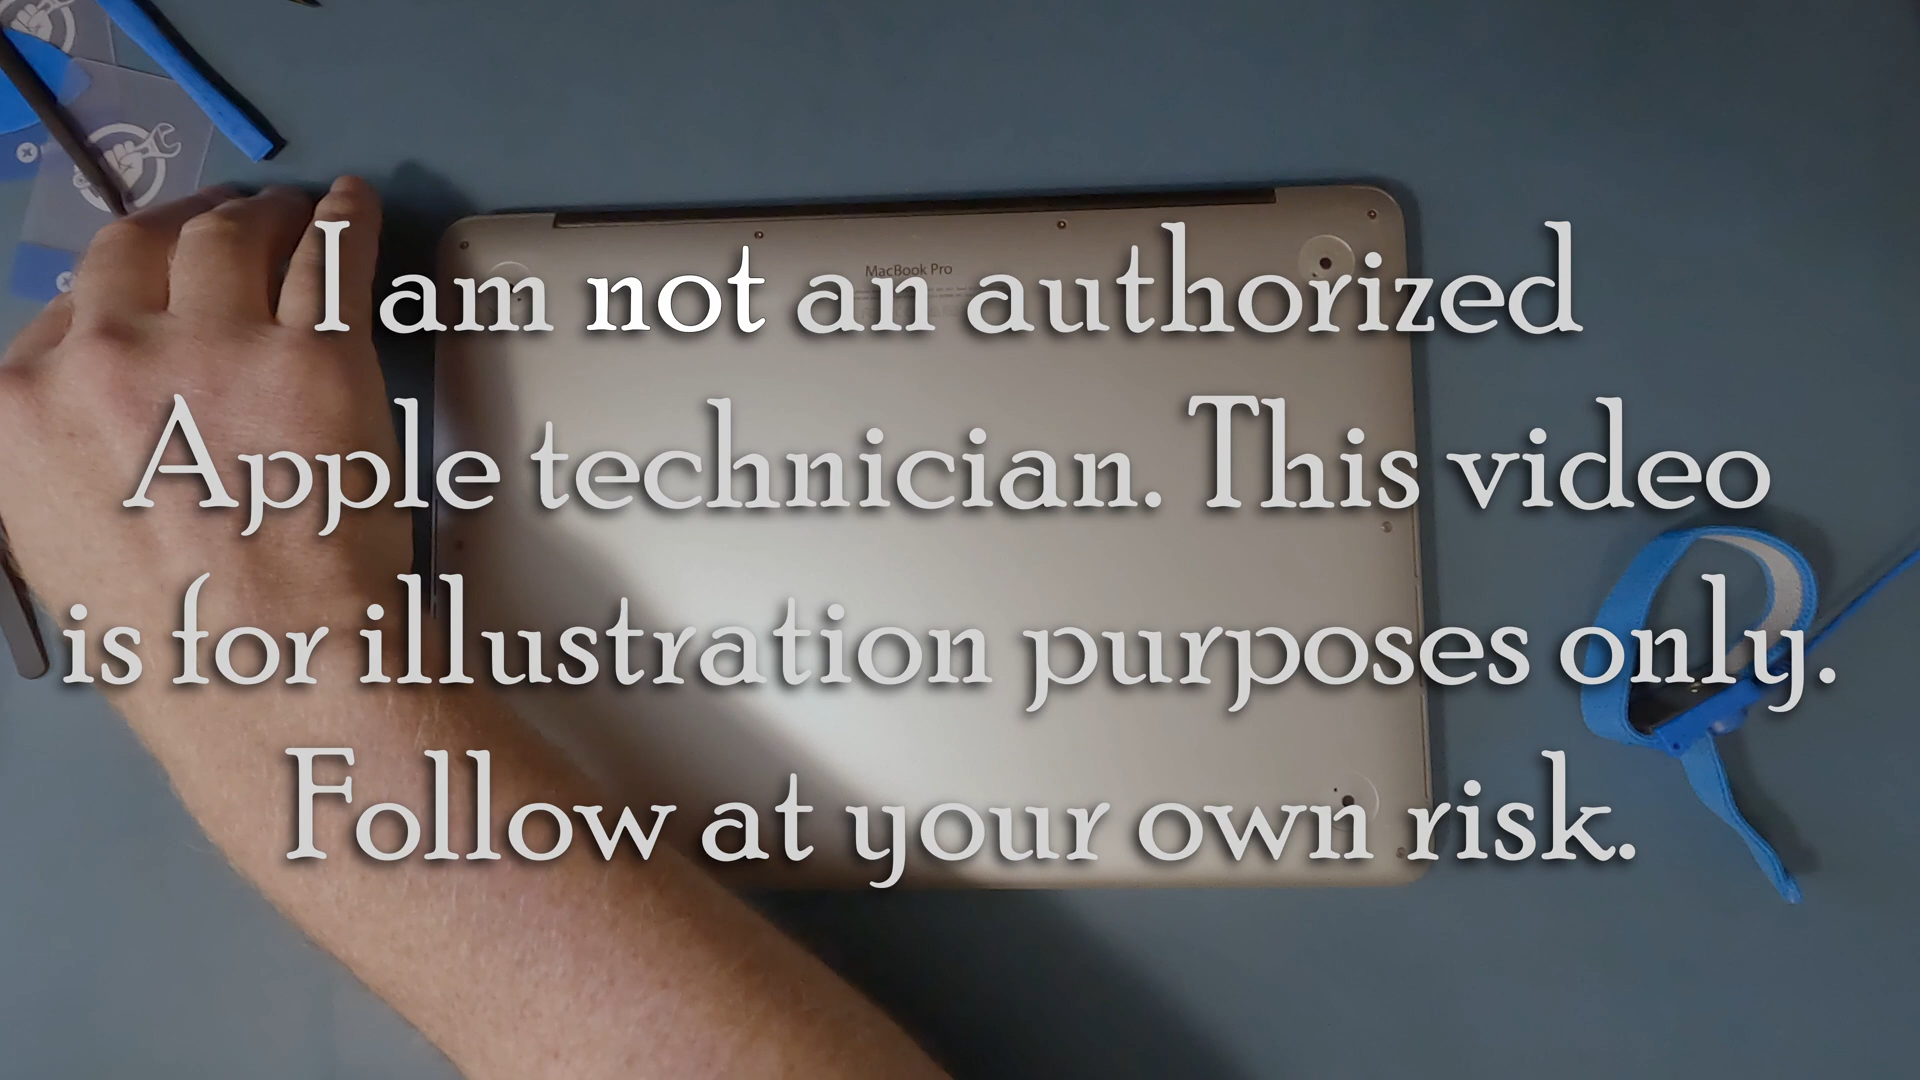 I am not an authorized
Apple technician. This video
is for illustration purposes only.
Follow at your own risk.
MacBook Pro